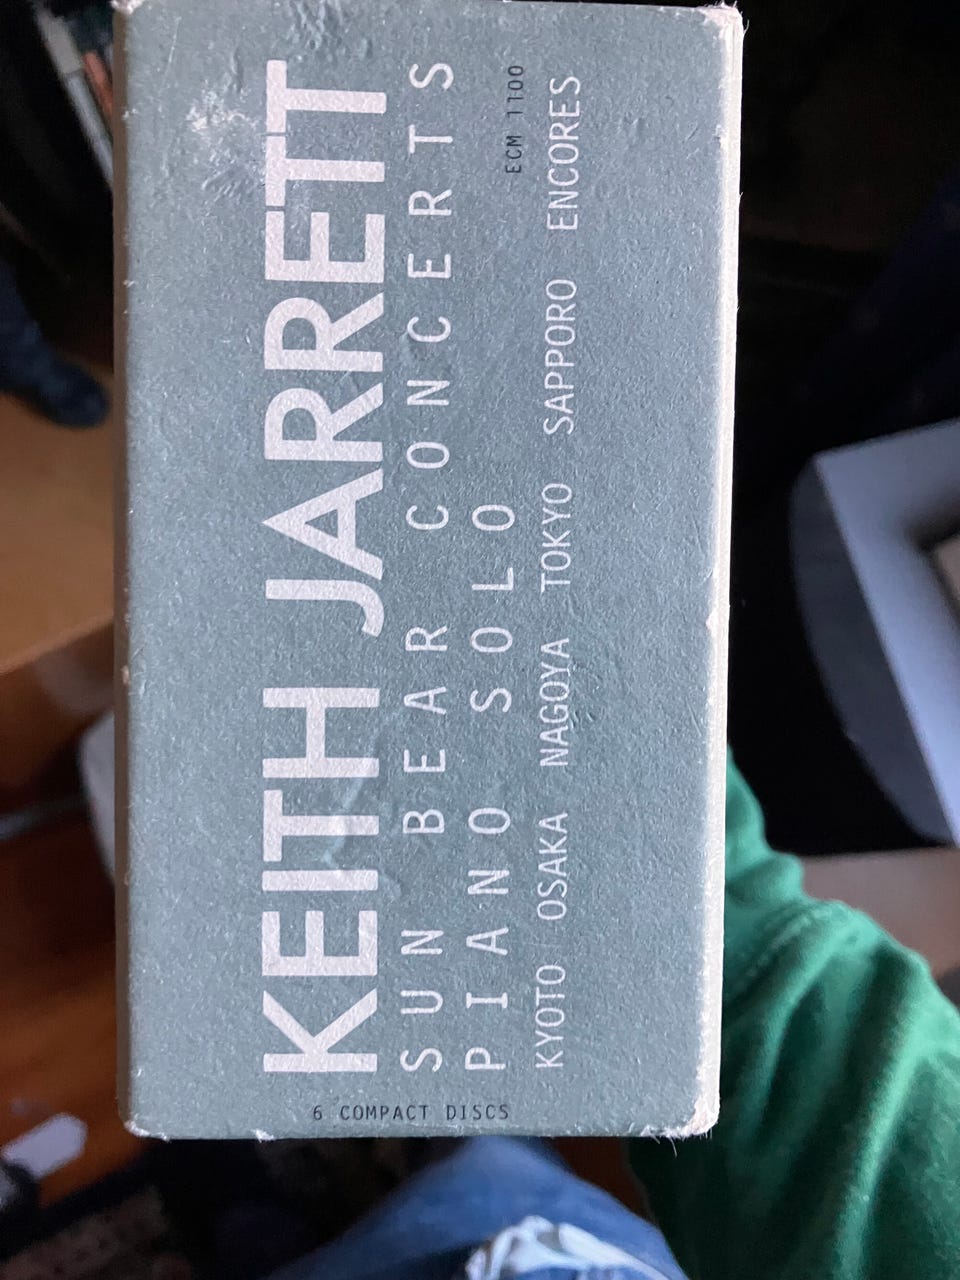 KEITH JARRETT
SUN BEAR CONCERTS
PIANO SOLO
ECM 1100
KYOTO OSAKA NAGOYA TOKYO SAPPORO ENCORES
6 COMPACT DISCS